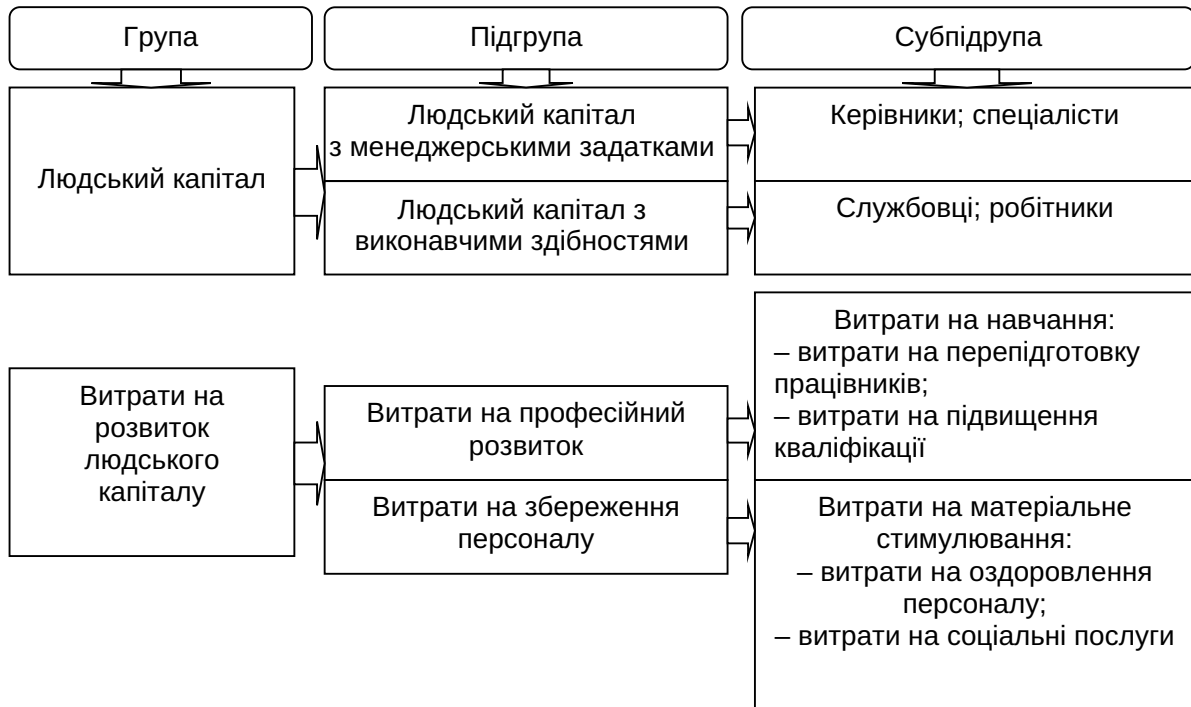 Група
Підгрупа
Субпідрупа
Людський капітал
Людський капітал
з менеджерськими задатками
Керівники; спеціалісти
Людський капітал з
виконавчими здібностями
Службовці; робітники
Витрати на
розвиток
людського
капіталу
Витрати на професійний
розвиток
Витрати на навчання:
– витрати на перепідготовку
працівників;
– витрати на підвищення
кваліфікації
Витрати на збереження
персоналу
Витрати на матеріальне
стимулювання:
– витрати на оздоровлення
персоналу;
– витрати на соціальні послуги